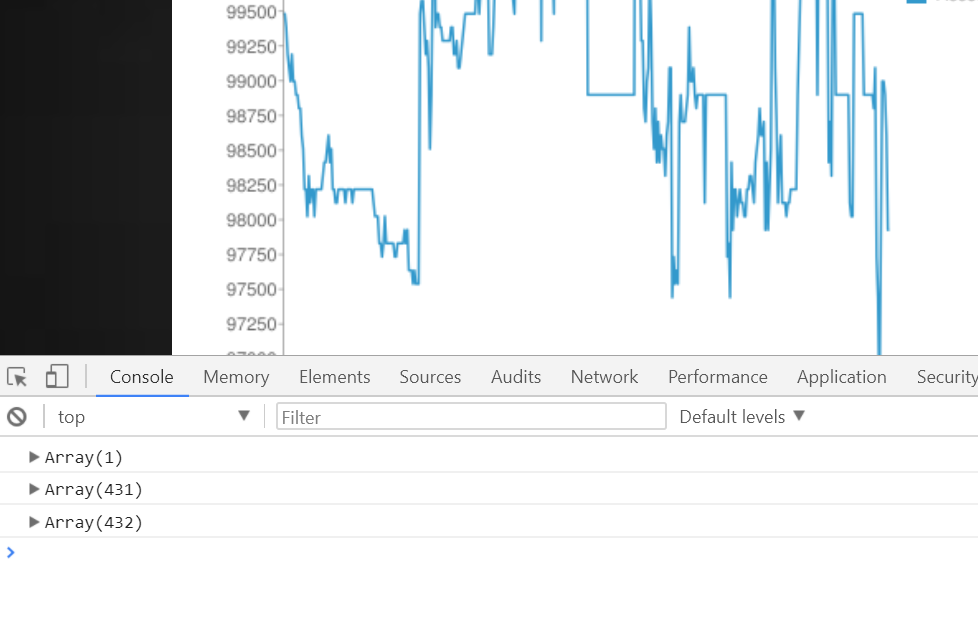 99500
99250
99000
98750
98500
98250
98000
97750
97500
97250
Console Memory Elements Sources Audits Network Performance Application Security
top Filter Default levels
Array(1)
Array(431)
Array(432)